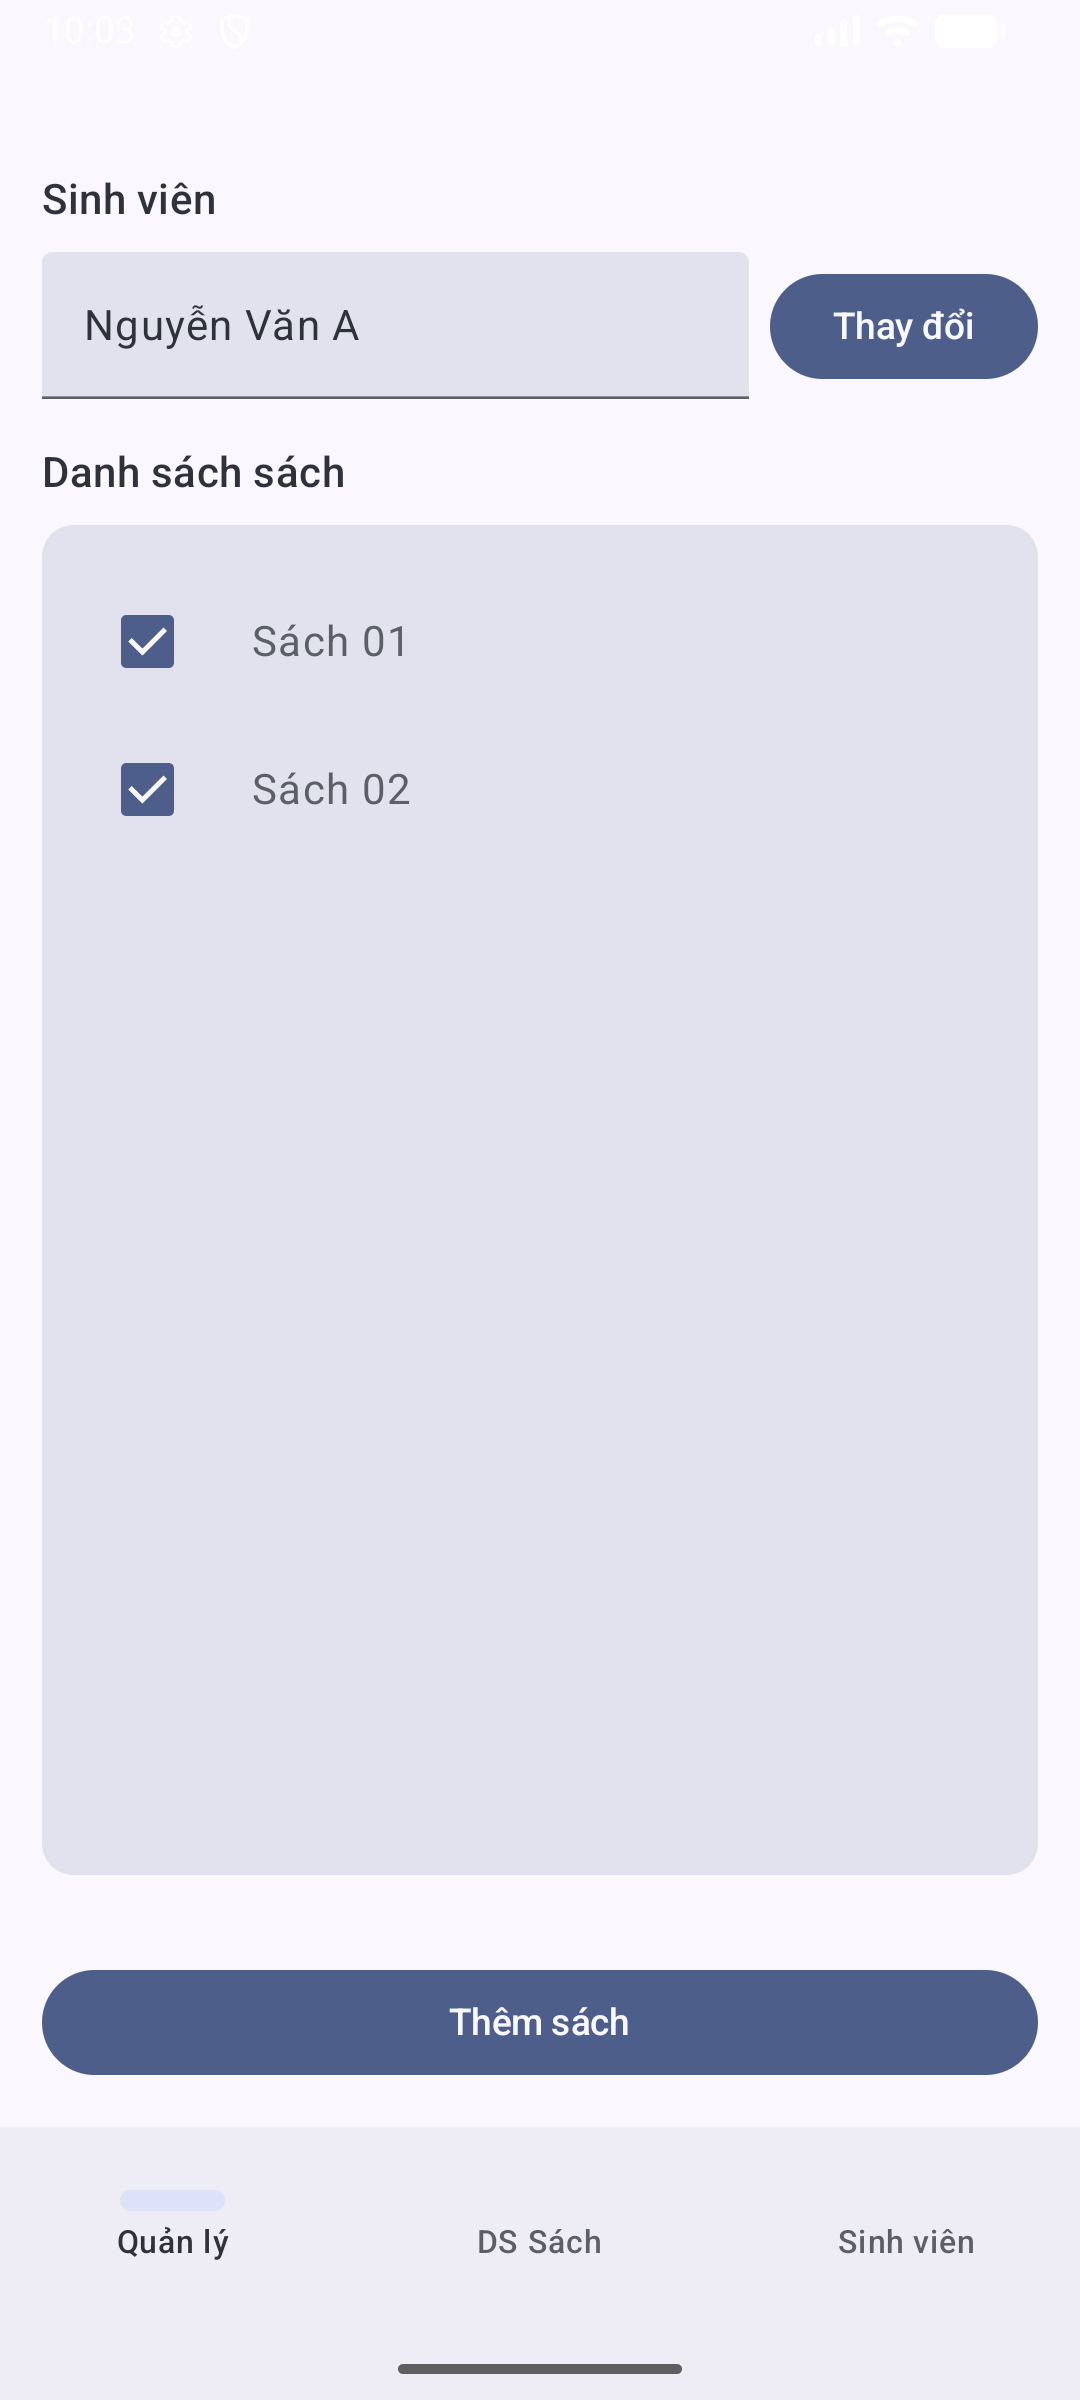 10:03
Sinh viên
Nguyễn Văn A
Thay đổi
Danh sách sách
Sách 01
Sách 02
Thêm sách
Quản lý
DS Sách
Sinh viên